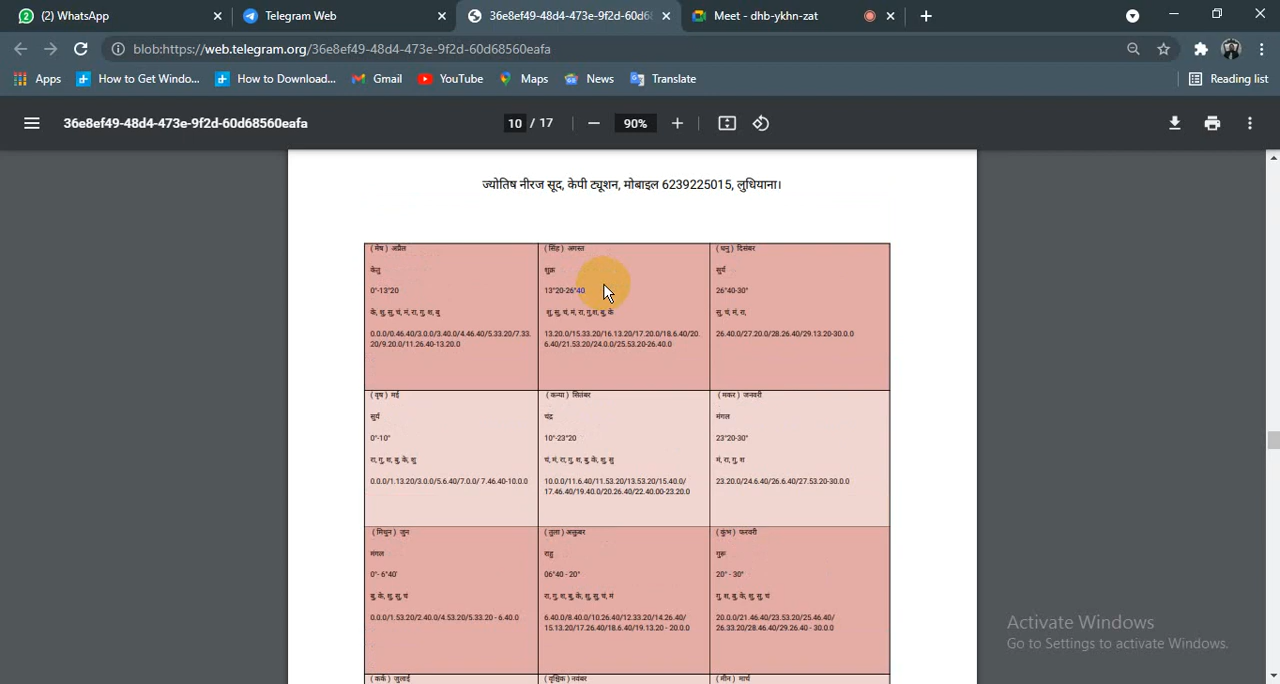 (2) WhatsApp
Telegram Web
36e8ef49-48d4-473e-9f2d-60d68
Meet - dhb-ykhn-zat
blob:https://web.telegram.org/36e8ef49-48d4-473e-9f2d-60d68560eafa
Apps
How to Get Windo...
How to Download...
Gmail
YouTube
Maps
News
Translate
Reading list
36e8ef49-48d4-473e-9f2d-60d68560eafa
10 / 17
90%
ज्योतिष नीरज सूद, केपी ट्यूशन, मोबाइल 6239225015, लुधियाना।
( मेष ) अप्रैल
केतु
0°-13°20
के, शु, सु, चं, मं, रा, गु, श, बु
0.0.0/0.46.40/3.0.0/3.40.0/4.46.40/5.33.20/7.33.
20/9.20.0/11.26.40-13.20.0
( सिंह ) अगस्त
शुक्र
13°20-26°40
शु, सु, चं, मं, रा, गु,श, बु, के
13.20.0/15.33.20/16.13.20/17.20.0/18.6.40/20.
6.40/21.53.20/24.0.0/25.53.20-26.40.0
( धनु ) दिसंबर
सूर्य
26°40-30°
सु, चं, मं, रा,
26.40.0/27.20.0/28.26.40/29.13.20-30.0.0
( वृष ) मई
सूर्य
0°-10°
रा, गु, श, बु, के, शु
0.0.0/1.13.20/3.0.0/5.6.40/7.0.0/ 7.46.40-10.0.0
( कन्या ) सितंबर
चंद्र
10°-23°20
चं, मं, रा, गु, श, बु, के, शु, सु
10.0.0/11.6.40/11.53.20/13.53.20/15.40.0/
17.46.40/19.40.0/20.26.40/22.40.00-23.20.0
( मकर ) जनवरी
मंगल
23°20-30°
मं, रा, गु, श
23.20.0/24.6.40/26.6.40/27.53.20-30.0.0
( मिथुन ) जून
मंगल
0°- 6°40'
बु, के, शु, सु, चं
0.0.0/1.53.20/2.40.0/4.53.20/5.33.20 - 6.40.0
( तुला ) अक्तुबर
राहु
06°40 - 20°
रा, गु, श, बु, के, शु, सु, चं, मं
6.40.0/8.40.0/10.26.40/12.33.20/14.26.40/
15.13.20/17.26.40/18.6.40/19.13.20 - 20.0.0
( कुंभ ) फरवरी
गुरू
20° - 30°
गु, श, बु, के, शु, सु, चं
20.0.0/21.46.40/23.53.20/25.46.40/
26.33.20/28.46.40/29.26.40 - 30.0.0
( कर्क ) जुलाई
( वृश्चिक ) नवंबर
( मीन ) मार्च
Activate Windows
Go to Settings to activate Windows.